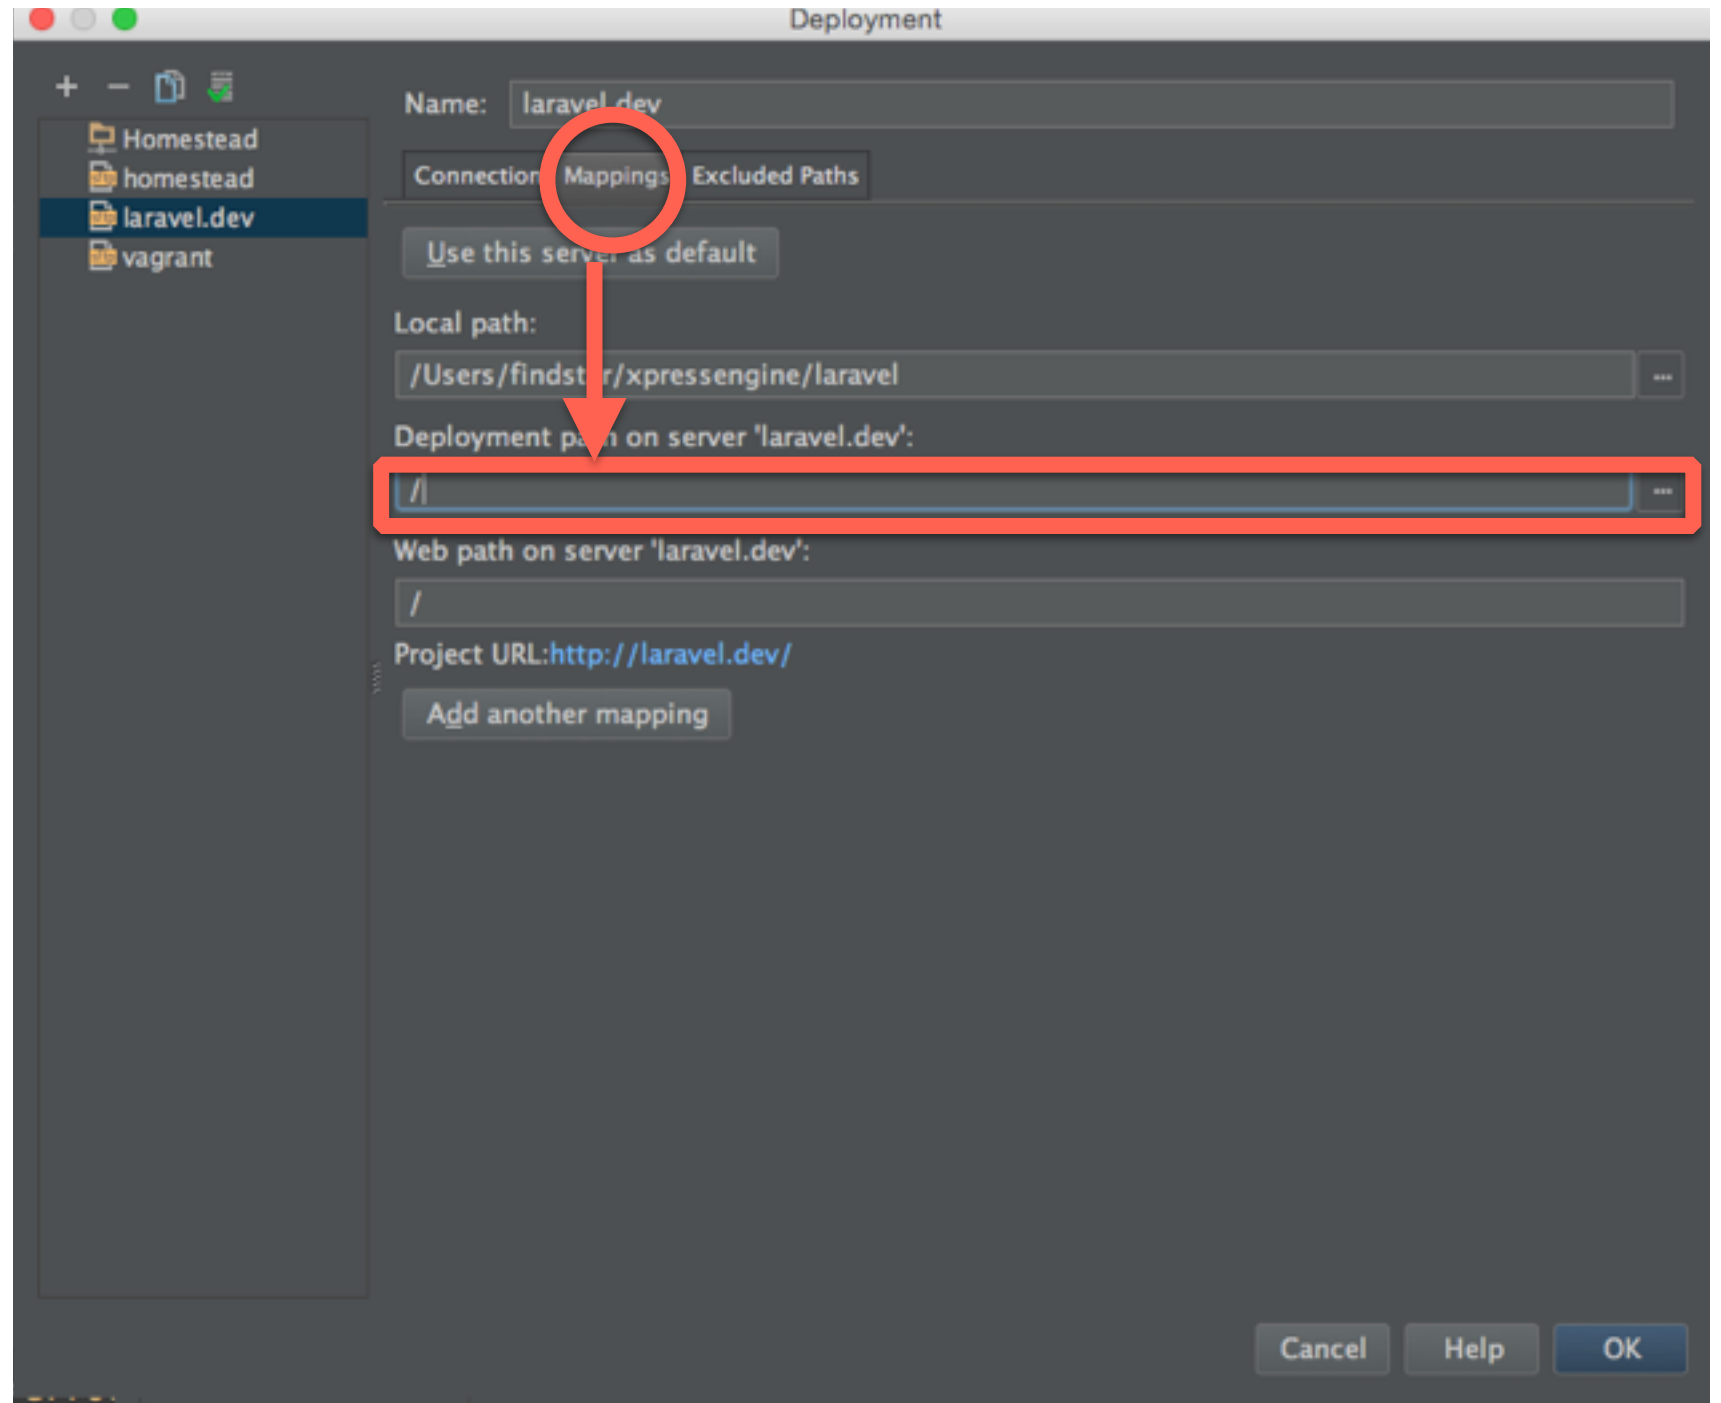 Deployment
Homestead
homestead
laravel.dev
vagrant
Name: laravel.dev
Connection Mappings Excluded Paths
Use this server as default
Local path:
/Users/findstar/xpressengine/laravel
...
Deployment path on server 'laravel.dev':
/
...
Web path on server 'laravel.dev':
/
Project URL:http://laravel.dev/
Add another mapping
Cancel Help OK